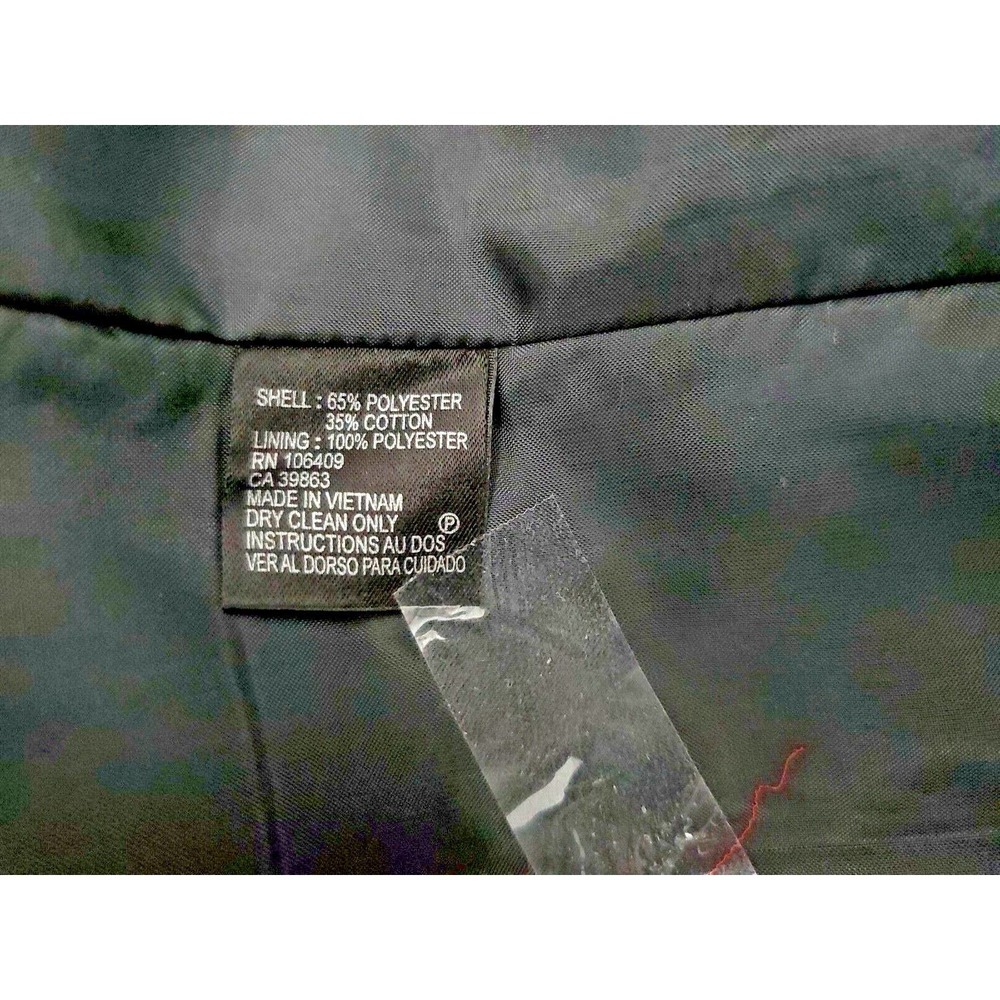 SHELL : 65% POLYESTER
35% COTTON
LINING : 100% POLYESTER
RN 106409
CA 39863
MADE IN VIETNAM
DRY CLEAN ONLY Ⓟ
INSTRUCTIONS AU DOS
VER AL DORSO PARA CUIDADO